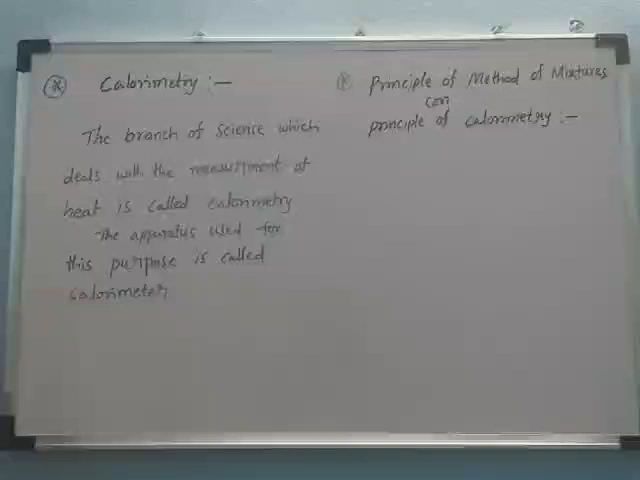 Calorimetry :-
The branch of Science which
deals with the measurment of
heat is called calorimetry
The apparatus used for
this purpose is called
calorimeter
Principle of Method of Mixtures
(or)
principle of calorimetry :-